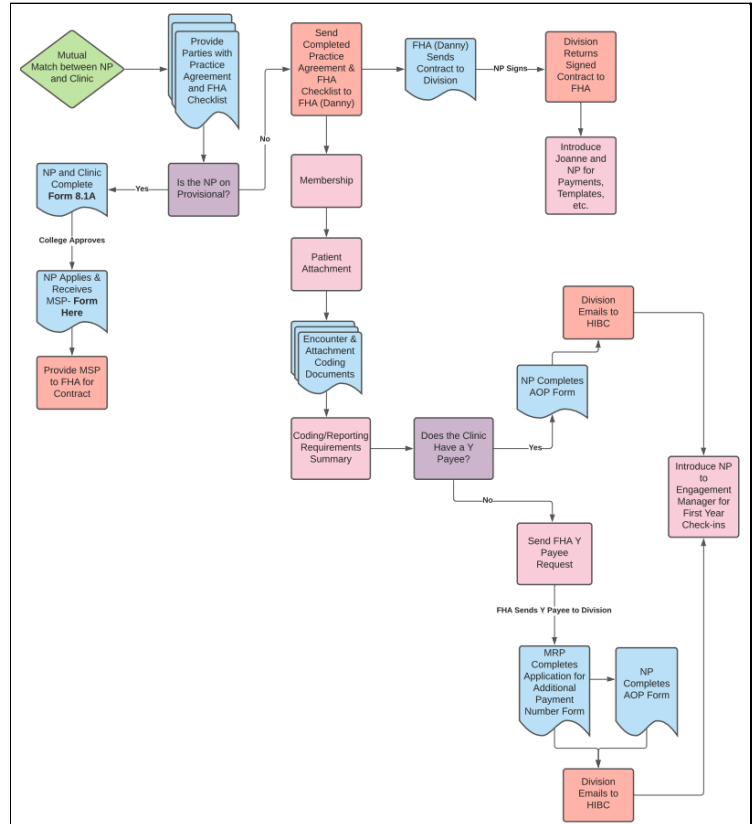 Mutual
Match between NP
and Clinic
Provide
Parties with
Practice
Agreement
and FHA
Checklist
Send
Completed
Practice
Agreement &
FHA
Checklist to
FHA (Danny)
FHA (Danny)
Sends
Contract to
Division
NP Signs
Division
Returns
Signed
Contract to
FHA
No
Introduce
Joanne and
NP for
Payments,
Templates,
etc.
NP and Clinic
Complete
Form 8.1A
Yes
Is the NP on
Provisional?
Membership
College Approves
Patient
Attachment
NP Applies &
Receives
MSP- Form
Here
Provide MSP
to FHA for
Contract
Encounter &
Attachment
Coding
Documents
Division
Emails to
HIBC
NP Completes
AOP Form
Coding/Reporting
Requirements
Summary
Does the Clinic
Have a Y
Payee?
Yes
Introduce NP
to
Engagement
Manager for
First Year
Check-ins
No
Send FHA Y
Payee
Request
FHA Sends Y Payee to Division
MRP
Completes
Application for
Additional
Payment
Number Form
NP
Completes
AOP Form
Division
Emails to
HIBC